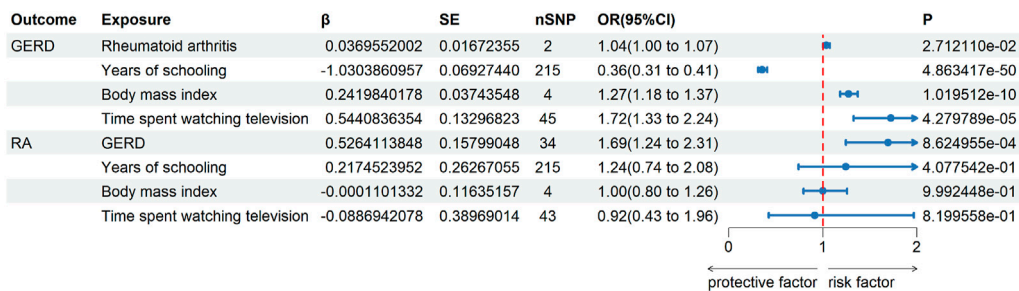 Outcome Exposure β SE nSNP OR(95%CI) P
GERD Rheumatoid arthritis 0.0369552002 0.01672355 2 1.04(1.00 to 1.07) 2.712110e-02
Years of schooling -1.0303860957 0.06927440 215 0.36(0.31 to 0.41) 4.863417e-50
Body mass index 0.2419840178 0.03743548 4 1.27(1.18 to 1.37) 1.019512e-10
Time spent watching television 0.5440836354 0.13296823 45 1.72(1.33 to 2.24) 4.279789e-05
RA GERD 0.5264113848 0.15799048 34 1.69(1.24 to 2.31) 8.624955e-04
Years of schooling 0.2174523952 0.26267055 215 1.24(0.74 to 2.08) 4.077542e-01
Body mass index -0.0001101332 0.11635157 4 1.00(0.80 to 1.26) 9.992448e-01
Time spent watching television -0.0886942078 0.38969014 43 0.92(0.43 to 1.96) 8.199558e-01
0 1 2
protective factor risk factor